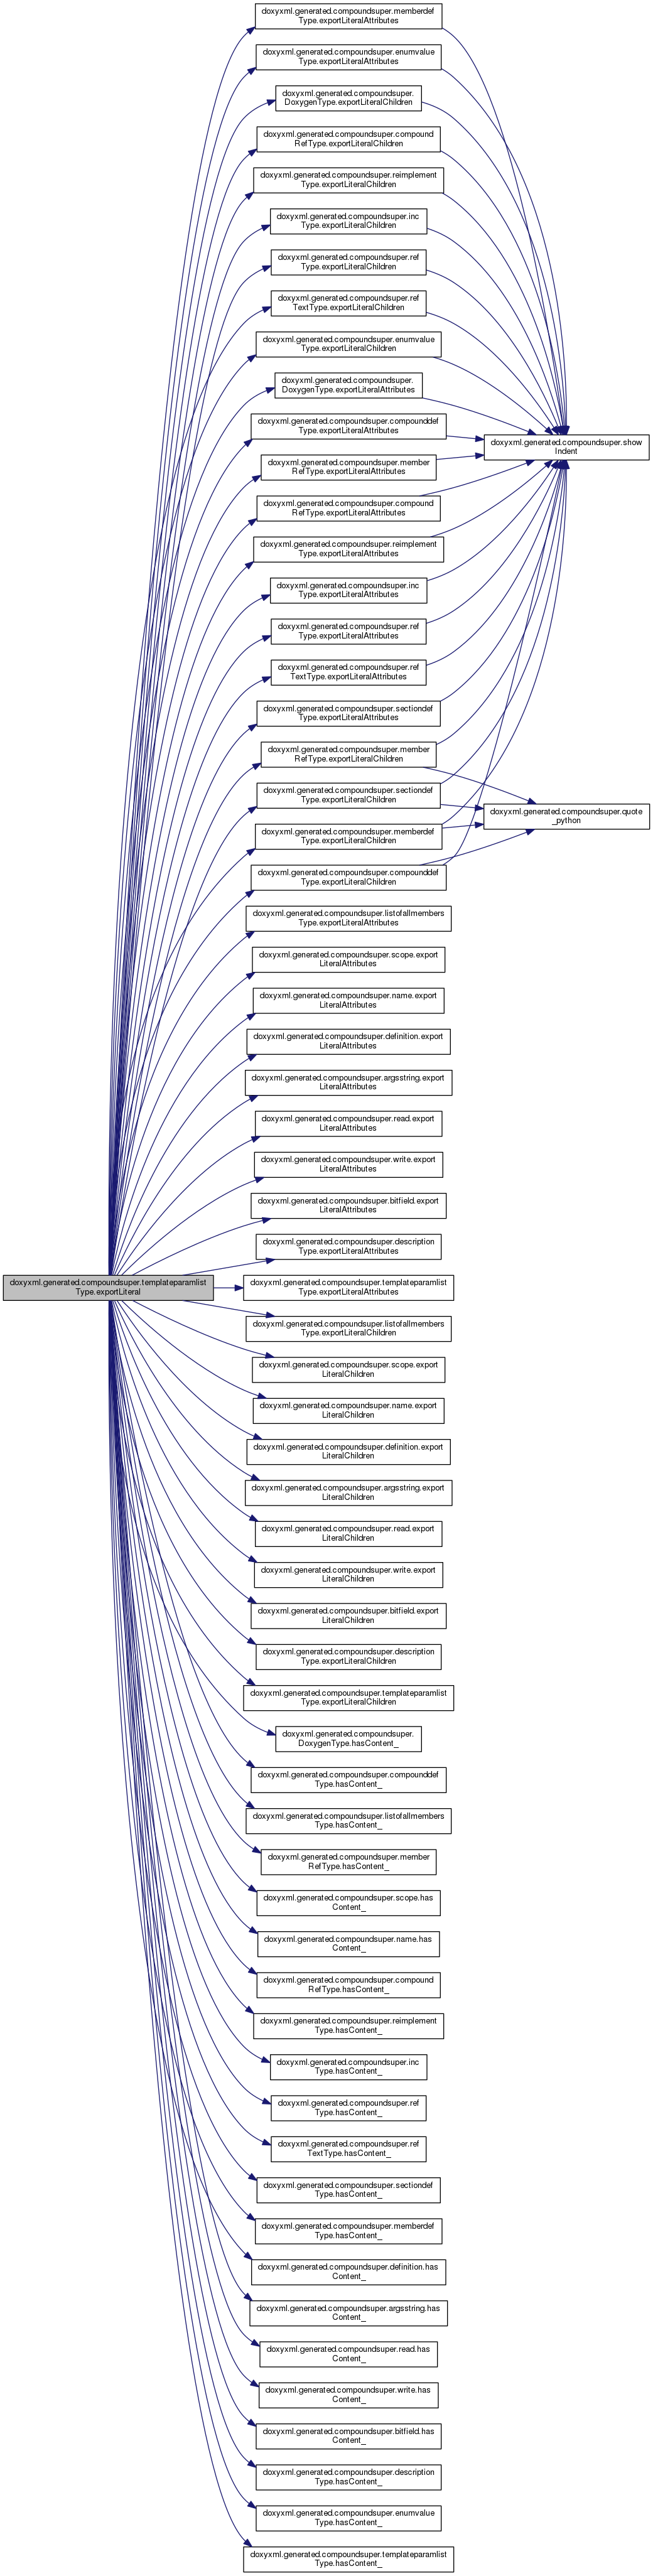 doxyxml.generated.compoundsuper.memberdef
Type.exportLiteralAttributes
doxyxml.generated.compoundsuper.enumvalue
Type.exportLiteralAttributes
doxyxml.generated.compoundsuper.
DoxygenType.exportLiteralChildren
doxyxml.generated.compoundsuper.compound
RefType.exportLiteralChildren
doxyxml.generated.compoundsuper.reimplement
Type.exportLiteralChildren
doxyxml.generated.compoundsuper.inc
Type.exportLiteralChildren
doxyxml.generated.compoundsuper.ref
Type.exportLiteralChildren
doxyxml.generated.compoundsuper.ref
TextType.exportLiteralChildren
doxyxml.generated.compoundsuper.enumvalue
Type.exportLiteralChildren
doxyxml.generated.compoundsuper.
DoxygenType.exportLiteralAttributes
doxyxml.generated.compoundsuper.compounddef
Type.exportLiteralAttributes
doxyxml.generated.compoundsuper.show
Indent
doxyxml.generated.compoundsuper.member
RefType.exportLiteralAttributes
doxyxml.generated.compoundsuper.compound
RefType.exportLiteralAttributes
doxyxml.generated.compoundsuper.reimplement
Type.exportLiteralAttributes
doxyxml.generated.compoundsuper.inc
Type.exportLiteralAttributes
doxyxml.generated.compoundsuper.ref
Type.exportLiteralAttributes
doxyxml.generated.compoundsuper.ref
TextType.exportLiteralAttributes
doxyxml.generated.compoundsuper.sectiondef
Type.exportLiteralAttributes
doxyxml.generated.compoundsuper.member
RefType.exportLiteralChildren
doxyxml.generated.compoundsuper.sectiondef
Type.exportLiteralChildren
doxyxml.generated.compoundsuper.quote
_python
doxyxml.generated.compoundsuper.memberdef
Type.exportLiteralChildren
doxyxml.generated.compoundsuper.compounddef
Type.exportLiteralChildren
doxyxml.generated.compoundsuper.listofallmembers
Type.exportLiteralAttributes
doxyxml.generated.compoundsuper.scope.export
LiteralAttributes
doxyxml.generated.compoundsuper.name.export
LiteralAttributes
doxyxml.generated.compoundsuper.definition.export
LiteralAttributes
doxyxml.generated.compoundsuper.argsstring.export
LiteralAttributes
doxyxml.generated.compoundsuper.read.export
LiteralAttributes
doxyxml.generated.compoundsuper.write.export
LiteralAttributes
doxyxml.generated.compoundsuper.bitfield.export
LiteralAttributes
doxyxml.generated.compoundsuper.description
Type.exportLiteralAttributes
doxyxml.generated.compoundsuper.templateparamlist
Type.exportLiteral
doxyxml.generated.compoundsuper.templateparamlist
Type.exportLiteralAttributes
doxyxml.generated.compoundsuper.listofallmembers
Type.exportLiteralChildren
doxyxml.generated.compoundsuper.scope.export
LiteralChildren
doxyxml.generated.compoundsuper.name.export
LiteralChildren
doxyxml.generated.compoundsuper.definition.export
LiteralChildren
doxyxml.generated.compoundsuper.argsstring.export
LiteralChildren
doxyxml.generated.compoundsuper.read.export
LiteralChildren
doxyxml.generated.compoundsuper.write.export
LiteralChildren
doxyxml.generated.compoundsuper.bitfield.export
LiteralChildren
doxyxml.generated.compoundsuper.description
Type.exportLiteralChildren
doxyxml.generated.compoundsuper.templateparamlist
Type.exportLiteralChildren
doxyxml.generated.compoundsuper.
DoxygenType.hasContent_
doxyxml.generated.compoundsuper.compounddef
Type.hasContent_
doxyxml.generated.compoundsuper.listofallmembers
Type.hasContent_
doxyxml.generated.compoundsuper.member
RefType.hasContent_
doxyxml.generated.compoundsuper.scope.has
Content_
doxyxml.generated.compoundsuper.name.has
Content_
doxyxml.generated.compoundsuper.compound
RefType.hasContent_
doxyxml.generated.compoundsuper.reimplement
Type.hasContent_
doxyxml.generated.compoundsuper.inc
Type.hasContent_
doxyxml.generated.compoundsuper.ref
Type.hasContent_
doxyxml.generated.compoundsuper.ref
TextType.hasContent_
doxyxml.generated.compoundsuper.sectiondef
Type.hasContent_
doxyxml.generated.compoundsuper.memberdef
Type.hasContent_
doxyxml.generated.compoundsuper.definition.has
Content_
doxyxml.generated.compoundsuper.argsstring.has
Content_
doxyxml.generated.compoundsuper.read.has
Content_
doxyxml.generated.compoundsuper.write.has
Content_
doxyxml.generated.compoundsuper.bitfield.has
Content_
doxyxml.generated.compoundsuper.description
Type.hasContent_
doxyxml.generated.compoundsuper.enumvalue
Type.hasContent_
doxyxml.generated.compoundsuper.templateparamlist
Type.hasContent_